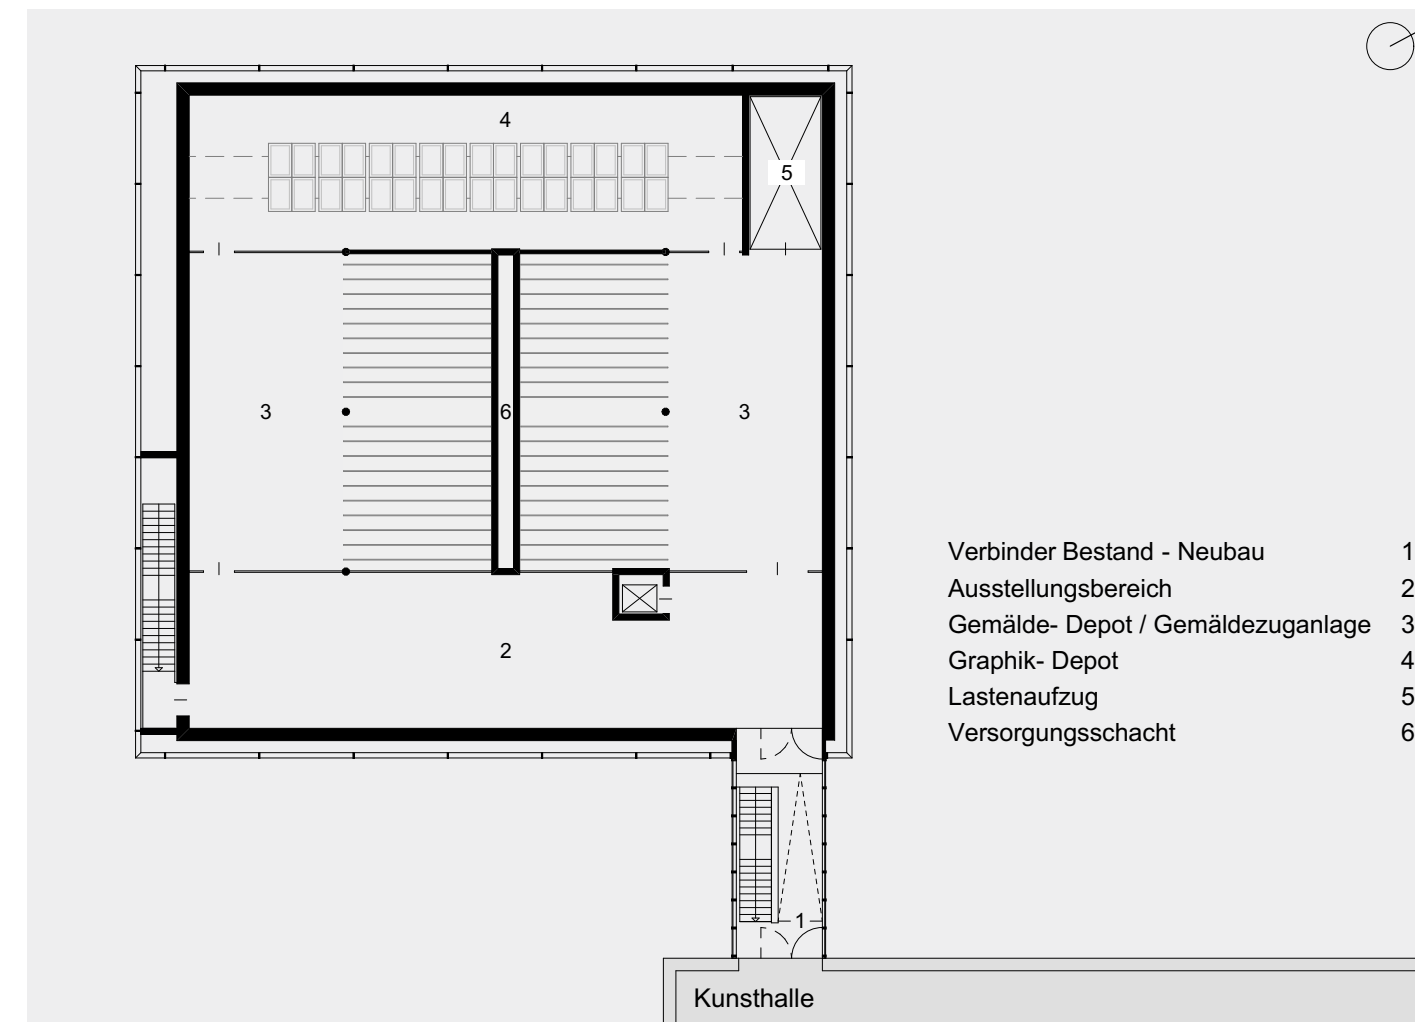 4
5
3
6
3
Verbinder Bestand - Neubau 1
Ausstellungsbereich 2
Gemälde- Depot / Gemäldezuganlage 3
Graphik- Depot 4
Lastenaufzug 5
Versorgungsschacht 6
2
1
Kunsthalle